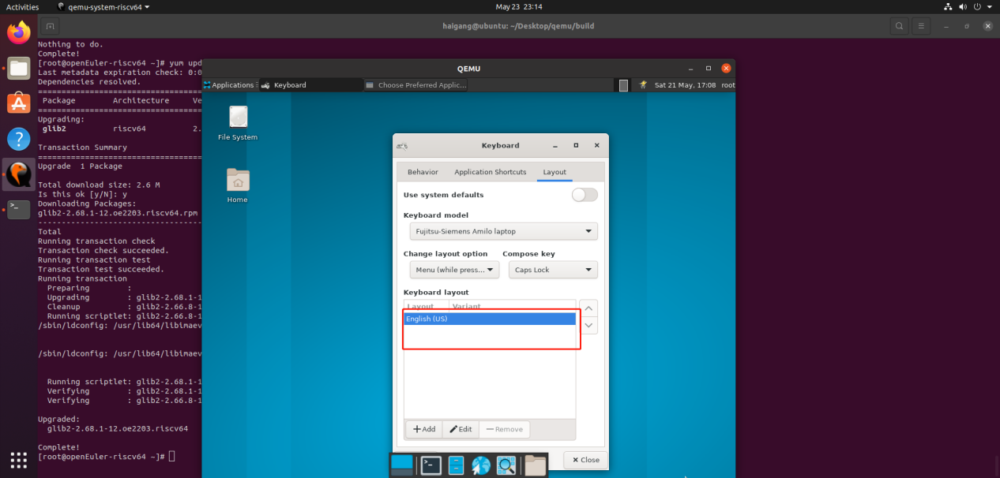 Activities
qemu-system-riscv64
May 23 23:14
haigang@ubuntu: ~/Desktop/qemu/build
Nothing to do.
Complete!
[root@openEuler-riscv64 ~]# yum upd
Last metadata expiration check: 0:0
Dependencies resolved.
Package Architecture Ve
Upgrading:
glib2 riscv64 2.
Transaction Summary
Upgrade 1 Package
Total download size: 2.6 M
Is this ok [y/N]: y
Downloading Packages:
glib2-2.68.1-12.oe2203.riscv64.rpm
Total
Running transaction check
Transaction check succeeded.
Running transaction test
Transaction test succeeded.
Running transaction
Preparing :
Upgrading : glib2-2.68.1-1
Cleanup : glib2-2.66.8-1
Running scriptlet: glib2-2.66.8-1
/sbin/ldconfig: /usr/lib64/libimaev
/sbin/ldconfig: /usr/lib64/libimaev
Running scriptlet: glib2-2.68.1-1
Verifying : glib2-2.68.1-1
Verifying : glib2-2.66.8-1
Upgraded:
glib2-2.68.1-12.oe2203.riscv64
Complete!
[root@openEuler-riscv64 ~]#
QEMU
Applications
Keyboard
Choose Preferred Applic...
Sat 21 May, 17:08 root
File System
Home
Keyboard
Behavior
Application Shortcuts
Layout
Use system defaults
Keyboard model
Fujitsu-Siemens Amilo laptop
Change layout option
Compose key
Menu (while press...
Caps Lock
Keyboard layout
Layout
Variant
English (US)
Add
Edit
Remove
Close